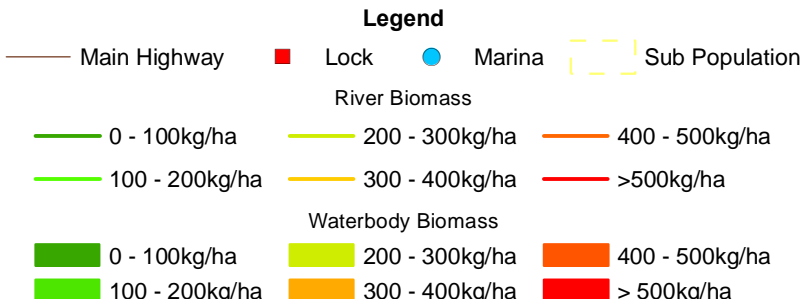 Legend
Main Highway Lock Marina Sub Population
River Biomass
0 - 100kg/ha 200 - 300kg/ha 400 - 500kg/ha
100 - 200kg/ha 300 - 400kg/ha >500kg/ha
Waterbody Biomass
0 - 100kg/ha 200 - 300kg/ha 400 - 500kg/ha
100 - 200kg/ha 300 - 400kg/ha > 500kg/ha